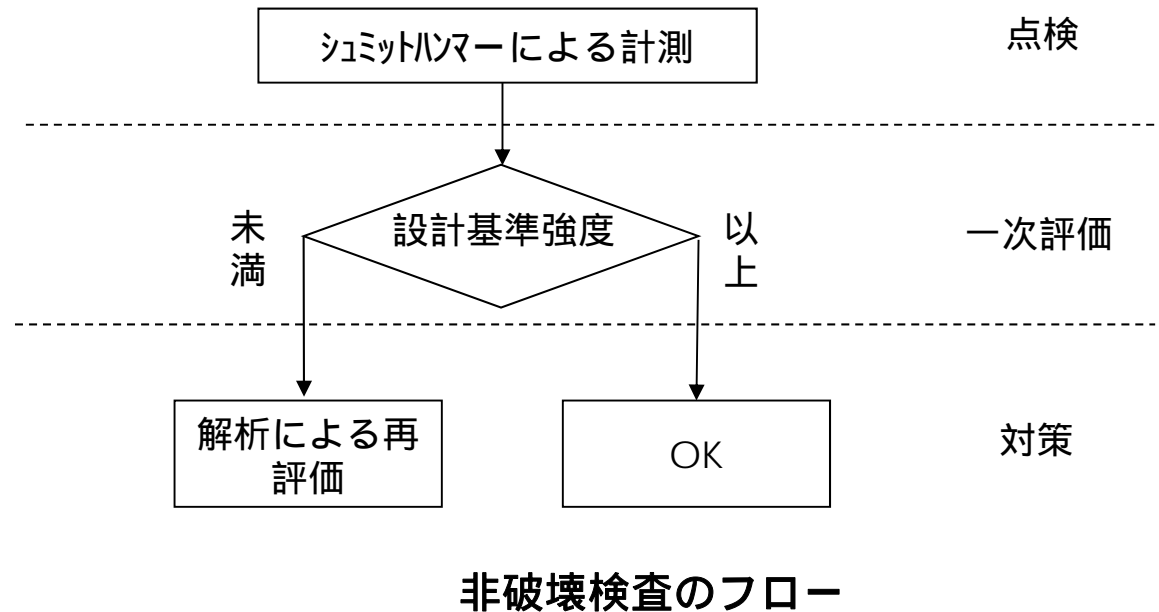 ｼｭﾐｯﾄﾊﾝﾏｰによる計測
点検
設計基準強度
未満
以上
一次評価
解析による再
評価
OK
対策
非破壊検査のフロー